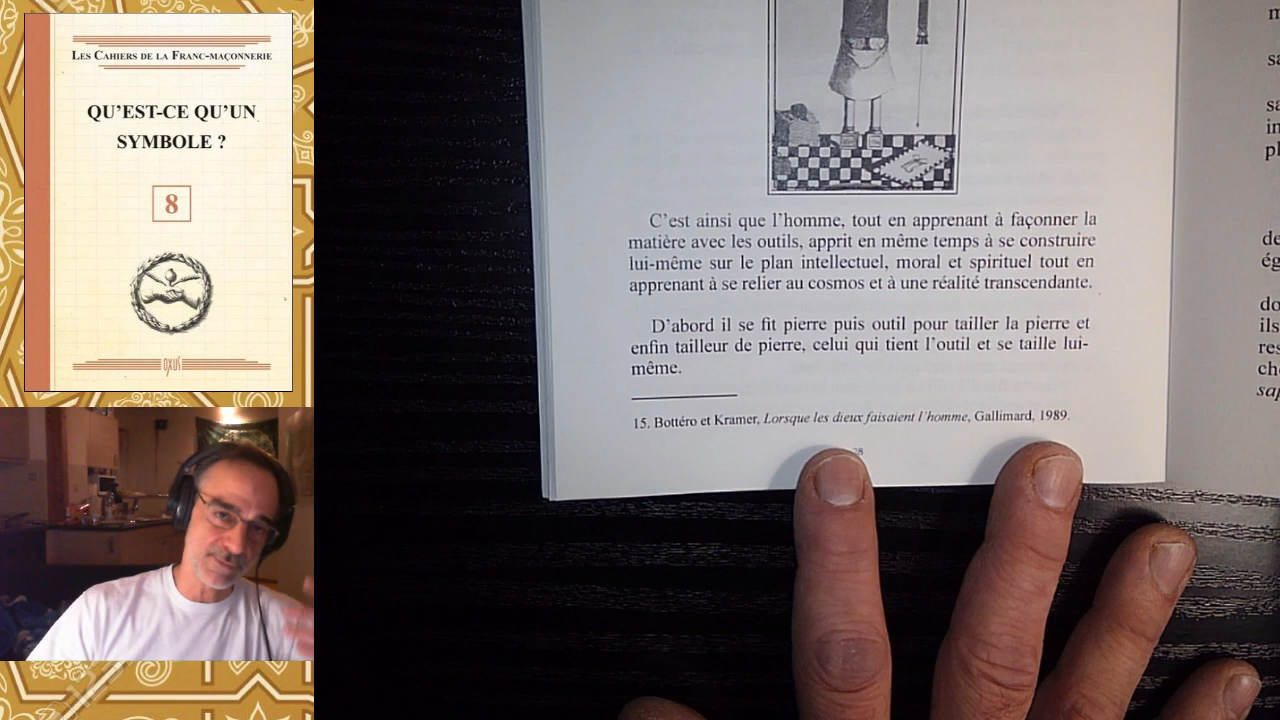 Les Cahiers de la Franc-maçonnerie
QU’EST-CE QU’UN
SYMBOLE ?
8
OXUS
C’est ainsi que l’homme, tout en apprenant à façonner la
matière avec les outils, apprit en même temps à se construire
lui-même sur le plan intellectuel, moral et spirituel tout en
apprenant à se relier au cosmos et à une réalité transcendante.
D’abord il se fit pierre puis outil pour tailler la pierre et
enfin tailleur de pierre, celui qui tient l’outil et se taille lui-
même.
15. Bottéro et Kramer, Lorsque les dieux faisaient l’homme, Gallimard, 1989.